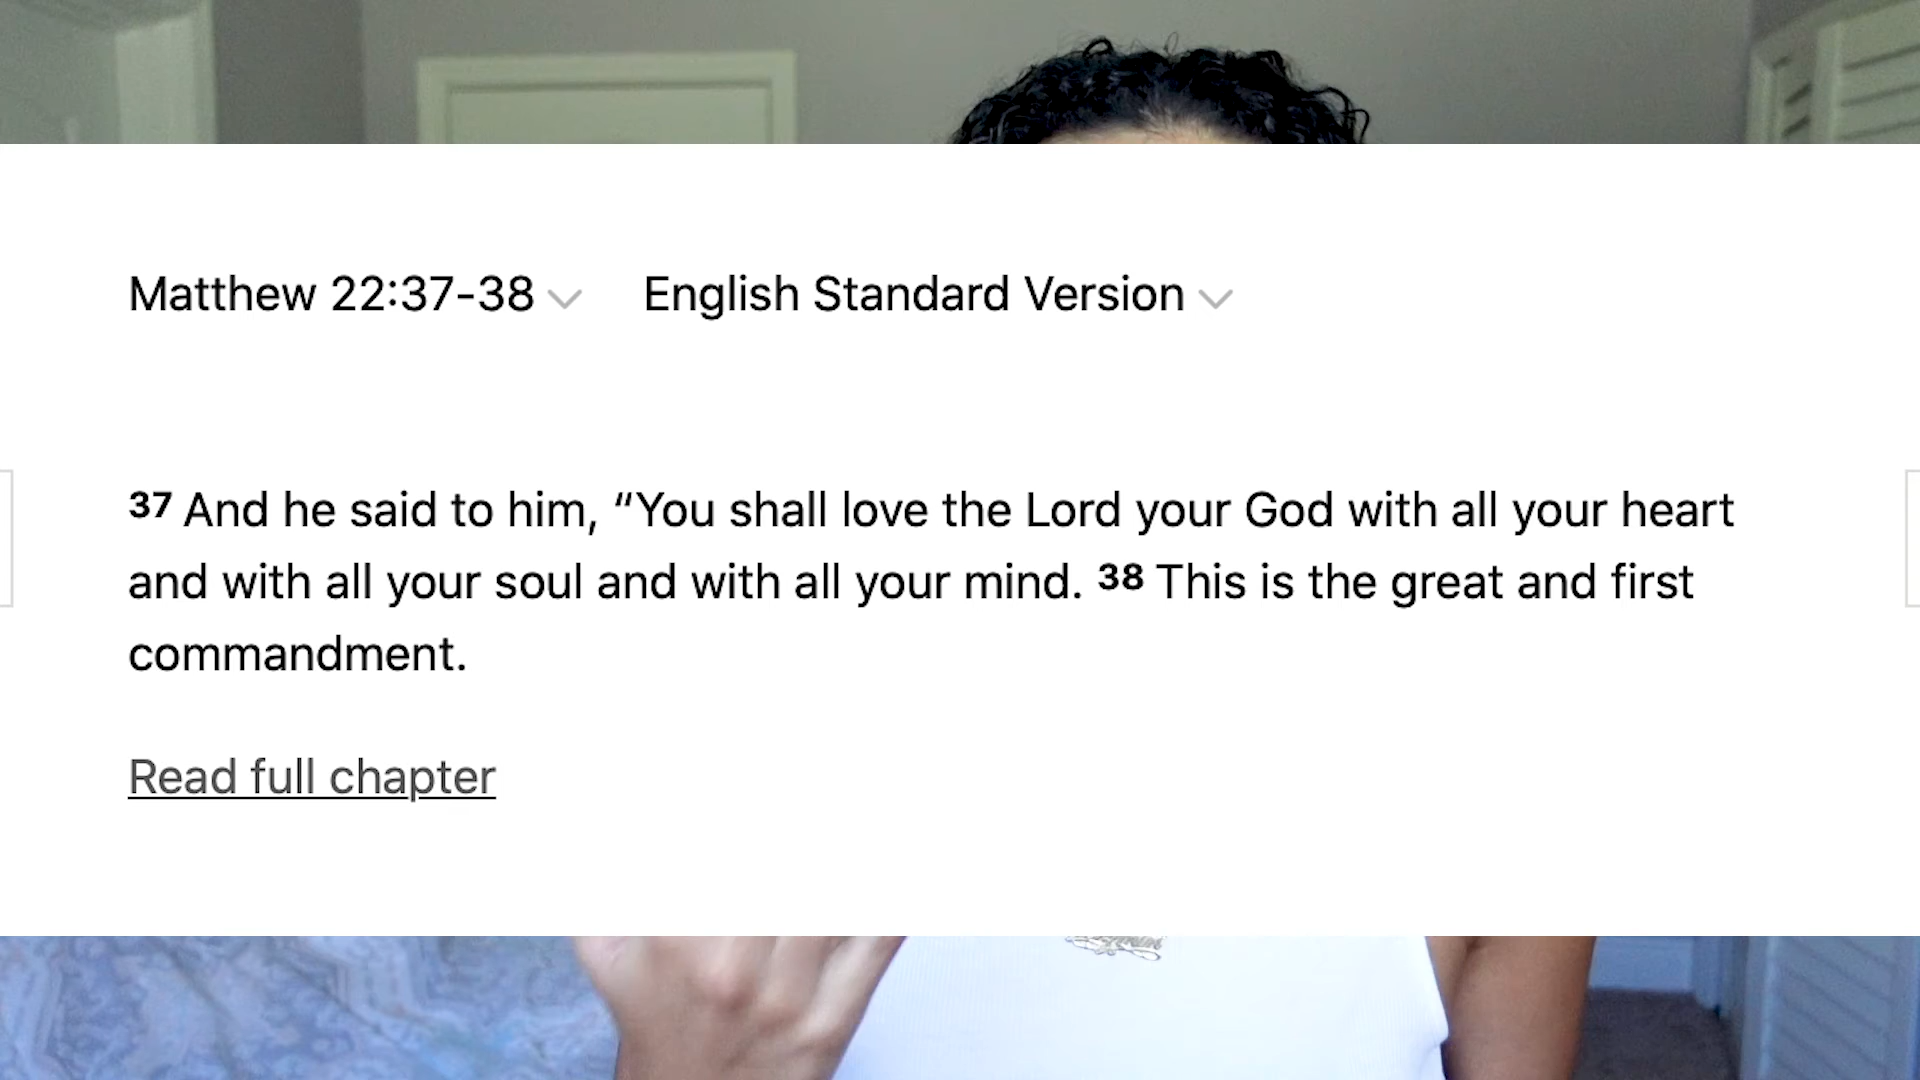 Matthew 22:37-38 English Standard Version
37 And he said to him, “You shall love the Lord your God with all your heart
and with all your soul and with all your mind. 38 This is the great and first
commandment.
Read full chapter